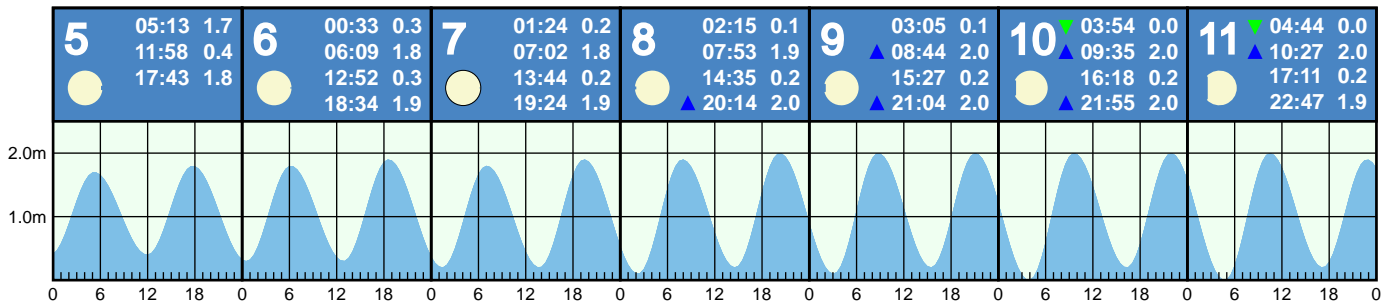 5
05:13 1.7
11:58 0.4
17:43 1.8
6
00:33 0.3
06:09 1.8
12:52 0.3
18:34 1.9
7
01:24 0.2
07:02 1.8
13:44 0.2
19:24 1.9
8
02:15 0.1
07:53 1.9
14:35 0.2
▲ 20:14 2.0
9
03:05 0.1
▲ 08:44 2.0
15:27 0.2
▲ 21:04 2.0
10
▼ 03:54 0.0
▲ 09:35 2.0
16:18 0.2
▲ 21:55 2.0
11
▼ 04:44 0.0
▲ 10:27 2.0
17:11 0.2
22:47 1.9
2.0m
1.0m
0 6 12 18 0 6 12 18 0 6 12 18 0 6 12 18 0 6 12 18 0 6 12 18 0 6 12 18 0